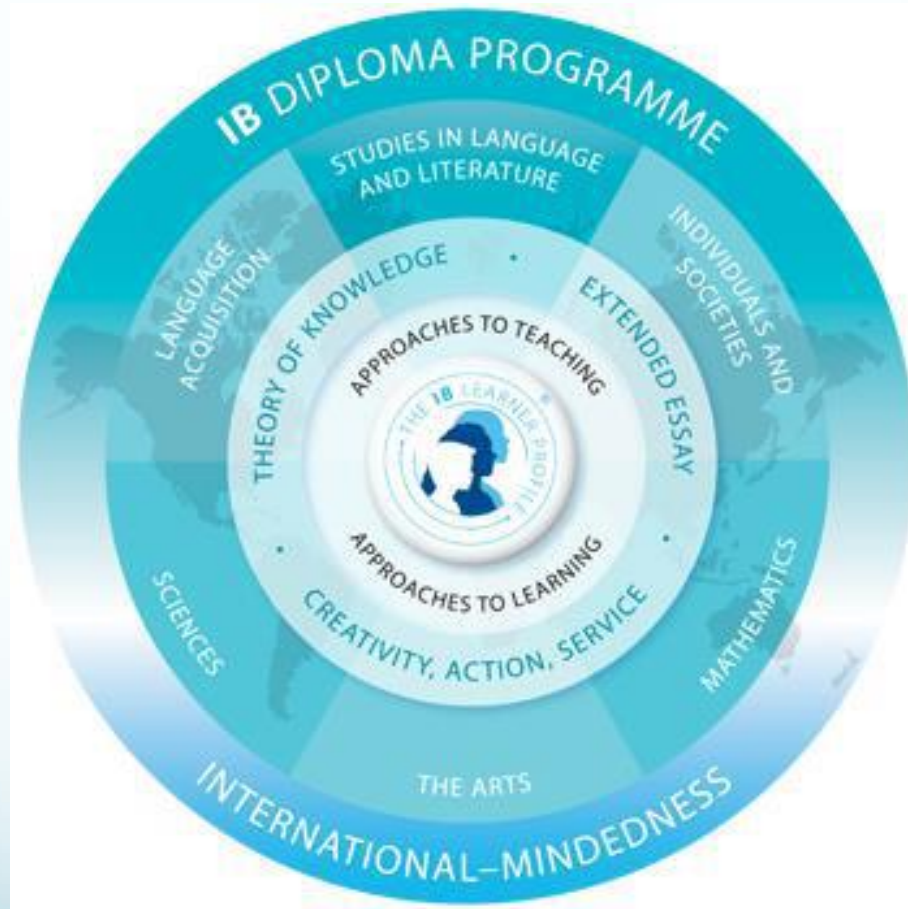 IB DIPLOMA PROGRAMME
STUDIES IN LANGUAGE
AND LITERATURE
LANGUAGE
ACQUISITION
INDIVIDUALS AND
SOCIETIES
THEORY OF KNOWLEDGE
·
EXTENDED ESSAY
APPROACHES TO TEACHING
THE IB LEARNER PROFILE
®
APPROACHES TO LEARNING
·
CREATIVITY, ACTION, SERVICE
·
SCIENCES
MATHEMATICS
THE ARTS
INTERNATIONAL–MINDEDNESS